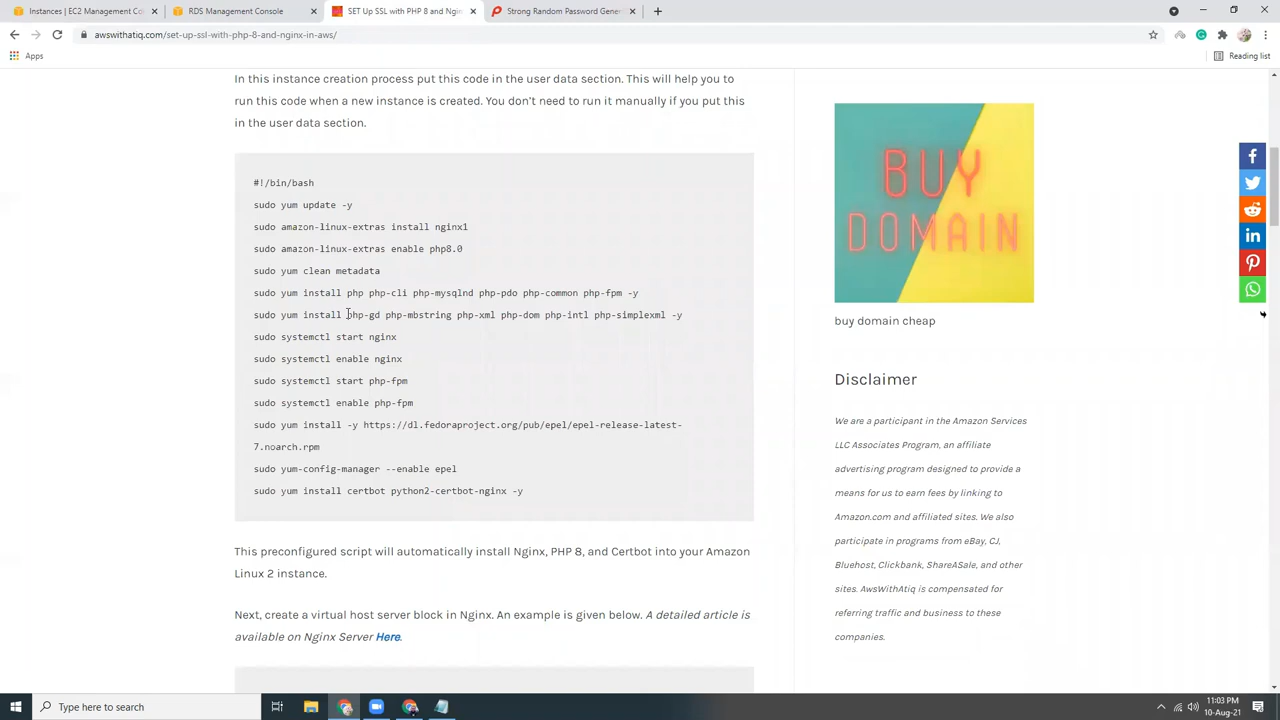 Instances | EC2 Management Co
RDS Management Console
SET Up SSL with PHP 8 and Ngin
Strong Random Password Gener
awswithatiq.com/set-up-ssl-with-php-8-and-nginx-in-aws/
Apps
Reading list
In this instance creation process put this code in the user data section. This will help you to
run this code when a new instance is created. You don't need to run it manually if you put this
in the user data section.
#!/bin/bash
sudo yum update -y
sudo amazon-linux-extras install nginx1
sudo amazon-linux-extras enable php8.0
sudo yum clean metadata
sudo yum install php php-cli php-mysqlnd php-pdo php-common php-fpm -y
sudo yum install php-gd php-mbstring php-xml php-dom php-intl php-simplexml -y
sudo systemctl start nginx
sudo systemctl enable nginx
sudo systemctl start php-fpm
sudo systemctl enable php-fpm
sudo yum install -y https://dl.fedoraproject.org/pub/epel/epel-release-latest-
7.noarch.rpm
sudo yum-config-manager --enable epel
sudo yum install certbot python2-certbot-nginx -y
This preconfigured script will automatically install Nginx, PHP 8, and Certbot into your Amazon
Linux 2 instance.
Next, create a virtual host server block in Nginx. An example is given below. A detailed article is
available on Nginx Server Here.
BUY
DOMAIN
buy domain cheap
Disclaimer
We are a participant in the Amazon Services
LLC Associates Program, an affiliate
advertising program designed to provide a
means for us to earn fees by linking to
Amazon.com and affiliated sites. We also
participate in programs from eBay, CJ,
Bluehost, Clickbank, ShareASale, and other
sites. AwsWithAtiq is compensated for
referring traffic and business to these
companies.
Type here to search
11:03 PM
10-Aug-21